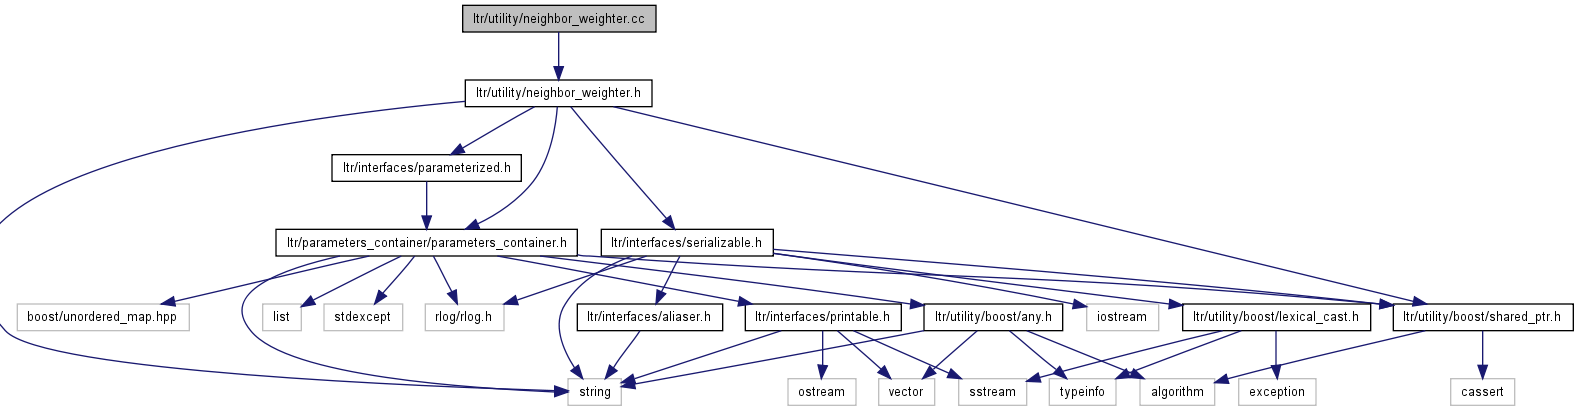 ltr/utility/neighbor_weighter.cc
ltr/utility/neighbor_weighter.h
ltr/interfaces/parameterized.h
ltr/parameters_container/parameters_container.h
ltr/interfaces/serializable.h
boost/unordered_map.hpp
list
stdexcept
rlog/rlog.h
ltr/interfaces/aliaser.h
ltr/interfaces/printable.h
ltr/utility/boost/any.h
iostream
ltr/utility/boost/lexical_cast.h
ltr/utility/boost/shared_ptr.h
string
ostream
vector
sstream
typeinfo
algorithm
exception
cassert